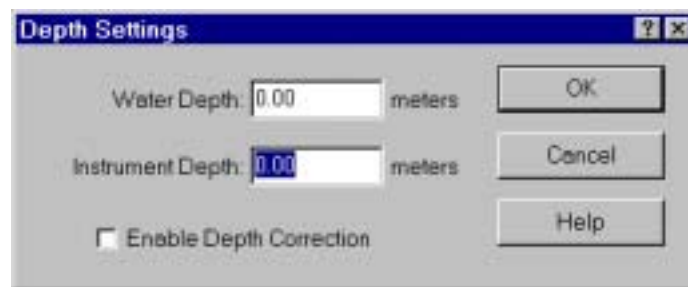 Depth Settings
Water Depth: 0.00 meters
OK
Instrument Depth: 0.00 meters
Cancel
Enable Depth Correction
Help